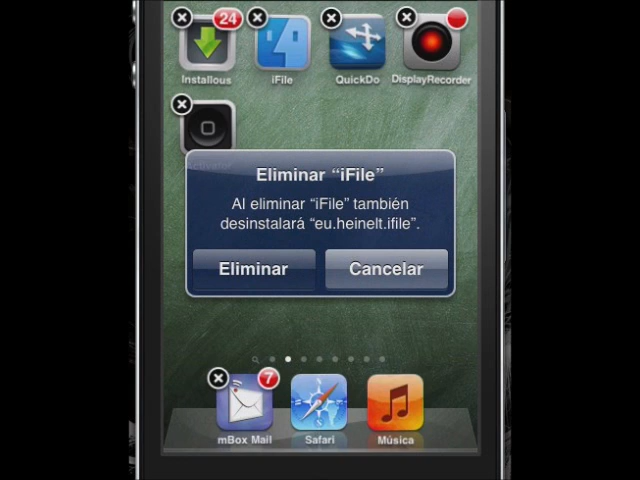 24
Installous
iFile
QuickDo
DisplayRecorder
Activator
Eliminar “iFile”
Al eliminar “iFile” también
desinstalará “eu.heinelt.ifile”.
Eliminar
Cancelar
7
mBox Mail
Safari
Música